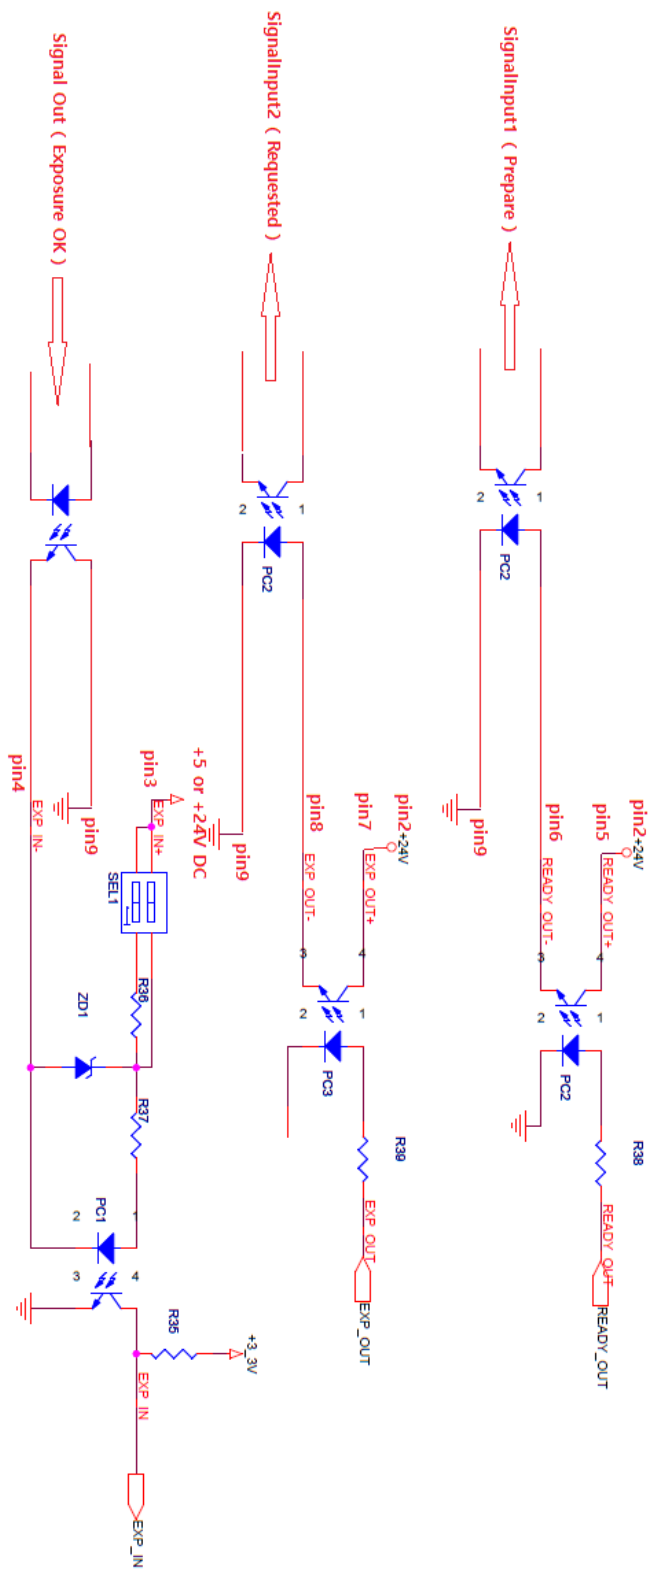 SignalInput1 ( Prepare )
1
2
PC2
pin2
+24V
pin5
READY OUT+
4
pin6
READY OUT-
3
pin9
1
2
PC2
R38
READY OUT
READY_OUT
SignalInput2 ( Requested )
1
2
PC2
pin2
+24V
pin7
EXP OUT+
4
pin8
EXP OUT-
3
pin9
1
2
PC3
R39
EXP OUT
EXP_OUT
Signal Out ( Exposure OK )
+5 or +24V DC
pin3
EXP IN+
pin9
pin4
EXP IN-
SEL1
R36
ZD1
R37
PC1
1
2
4
3
R35
+3_3V
EXP IN
EXP_IN